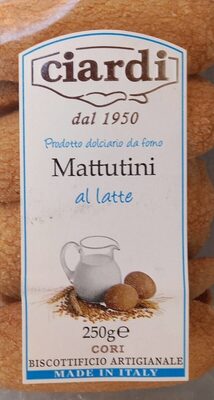 ciardi
dal 1950
Prodotto dolciario da forno
Mattutini
al latte
250g e
CORI
BISCOTTIFICIO ARTIGIANALE
MADE IN ITALY